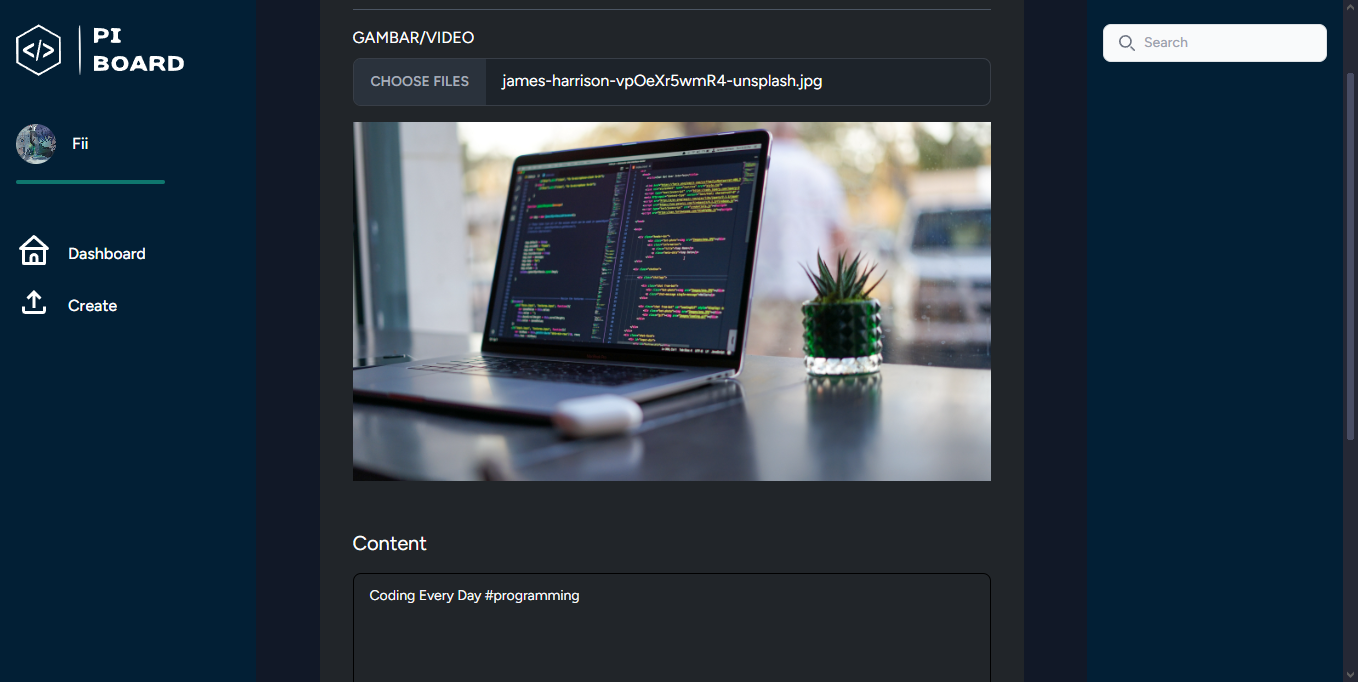 PI
BOARD
Fii
Dashboard
Create
GAMBAR/VIDEO
CHOOSE FILES
james-harrison-vpOeXr5wmR4-unsplash.jpg
Content
Coding Every Day #programming
Search